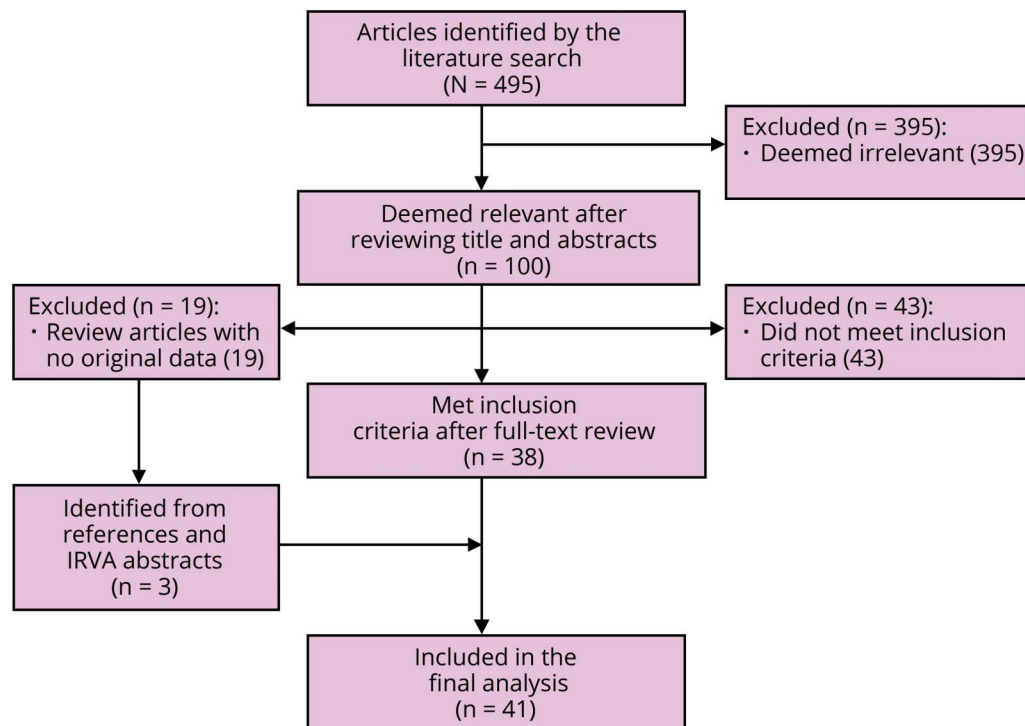 Articles identified by the
literature search
(N = 495)
Excluded (n = 395):
· Deemed irrelevant (395)
Deemed relevant after
reviewing title and abstracts
(n = 100)
Excluded (n = 19):
· Review articles with
no original data (19)
Excluded (n = 43):
· Did not meet inclusion
criteria (43)
Met inclusion
criteria after full-text review
(n = 38)
Identified from
references and
IRVA abstracts
(n = 3)
Included in the
final analysis
(n = 41)